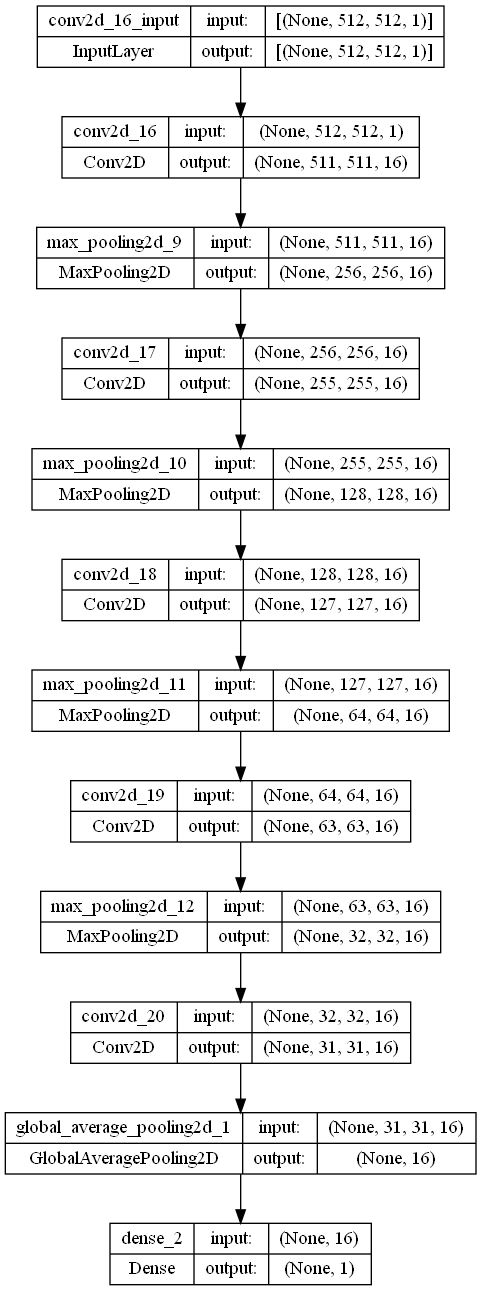 conv2d_16_input input: [(None, 512, 512, 1)]
InputLayer output: [(None, 512, 512, 1)]
conv2d_16 input: (None, 512, 512, 1)
Conv2D output: (None, 511, 511, 16)
max_pooling2d_9 input: (None, 511, 511, 16)
MaxPooling2D output: (None, 256, 256, 16)
conv2d_17 input: (None, 256, 256, 16)
Conv2D output: (None, 255, 255, 16)
max_pooling2d_10 input: (None, 255, 255, 16)
MaxPooling2D output: (None, 128, 128, 16)
conv2d_18 input: (None, 128, 128, 16)
Conv2D output: (None, 127, 127, 16)
max_pooling2d_11 input: (None, 127, 127, 16)
MaxPooling2D output: (None, 64, 64, 16)
conv2d_19 input: (None, 64, 64, 16)
Conv2D output: (None, 63, 63, 16)
max_pooling2d_12 input: (None, 63, 63, 16)
MaxPooling2D output: (None, 32, 32, 16)
conv2d_20 input: (None, 32, 32, 16)
Conv2D output: (None, 31, 31, 16)
global_average_pooling2d_1 input: (None, 31, 31, 16)
GlobalAveragePooling2D output: (None, 16)
dense_2 input: (None, 16)
Dense output: (None, 1)